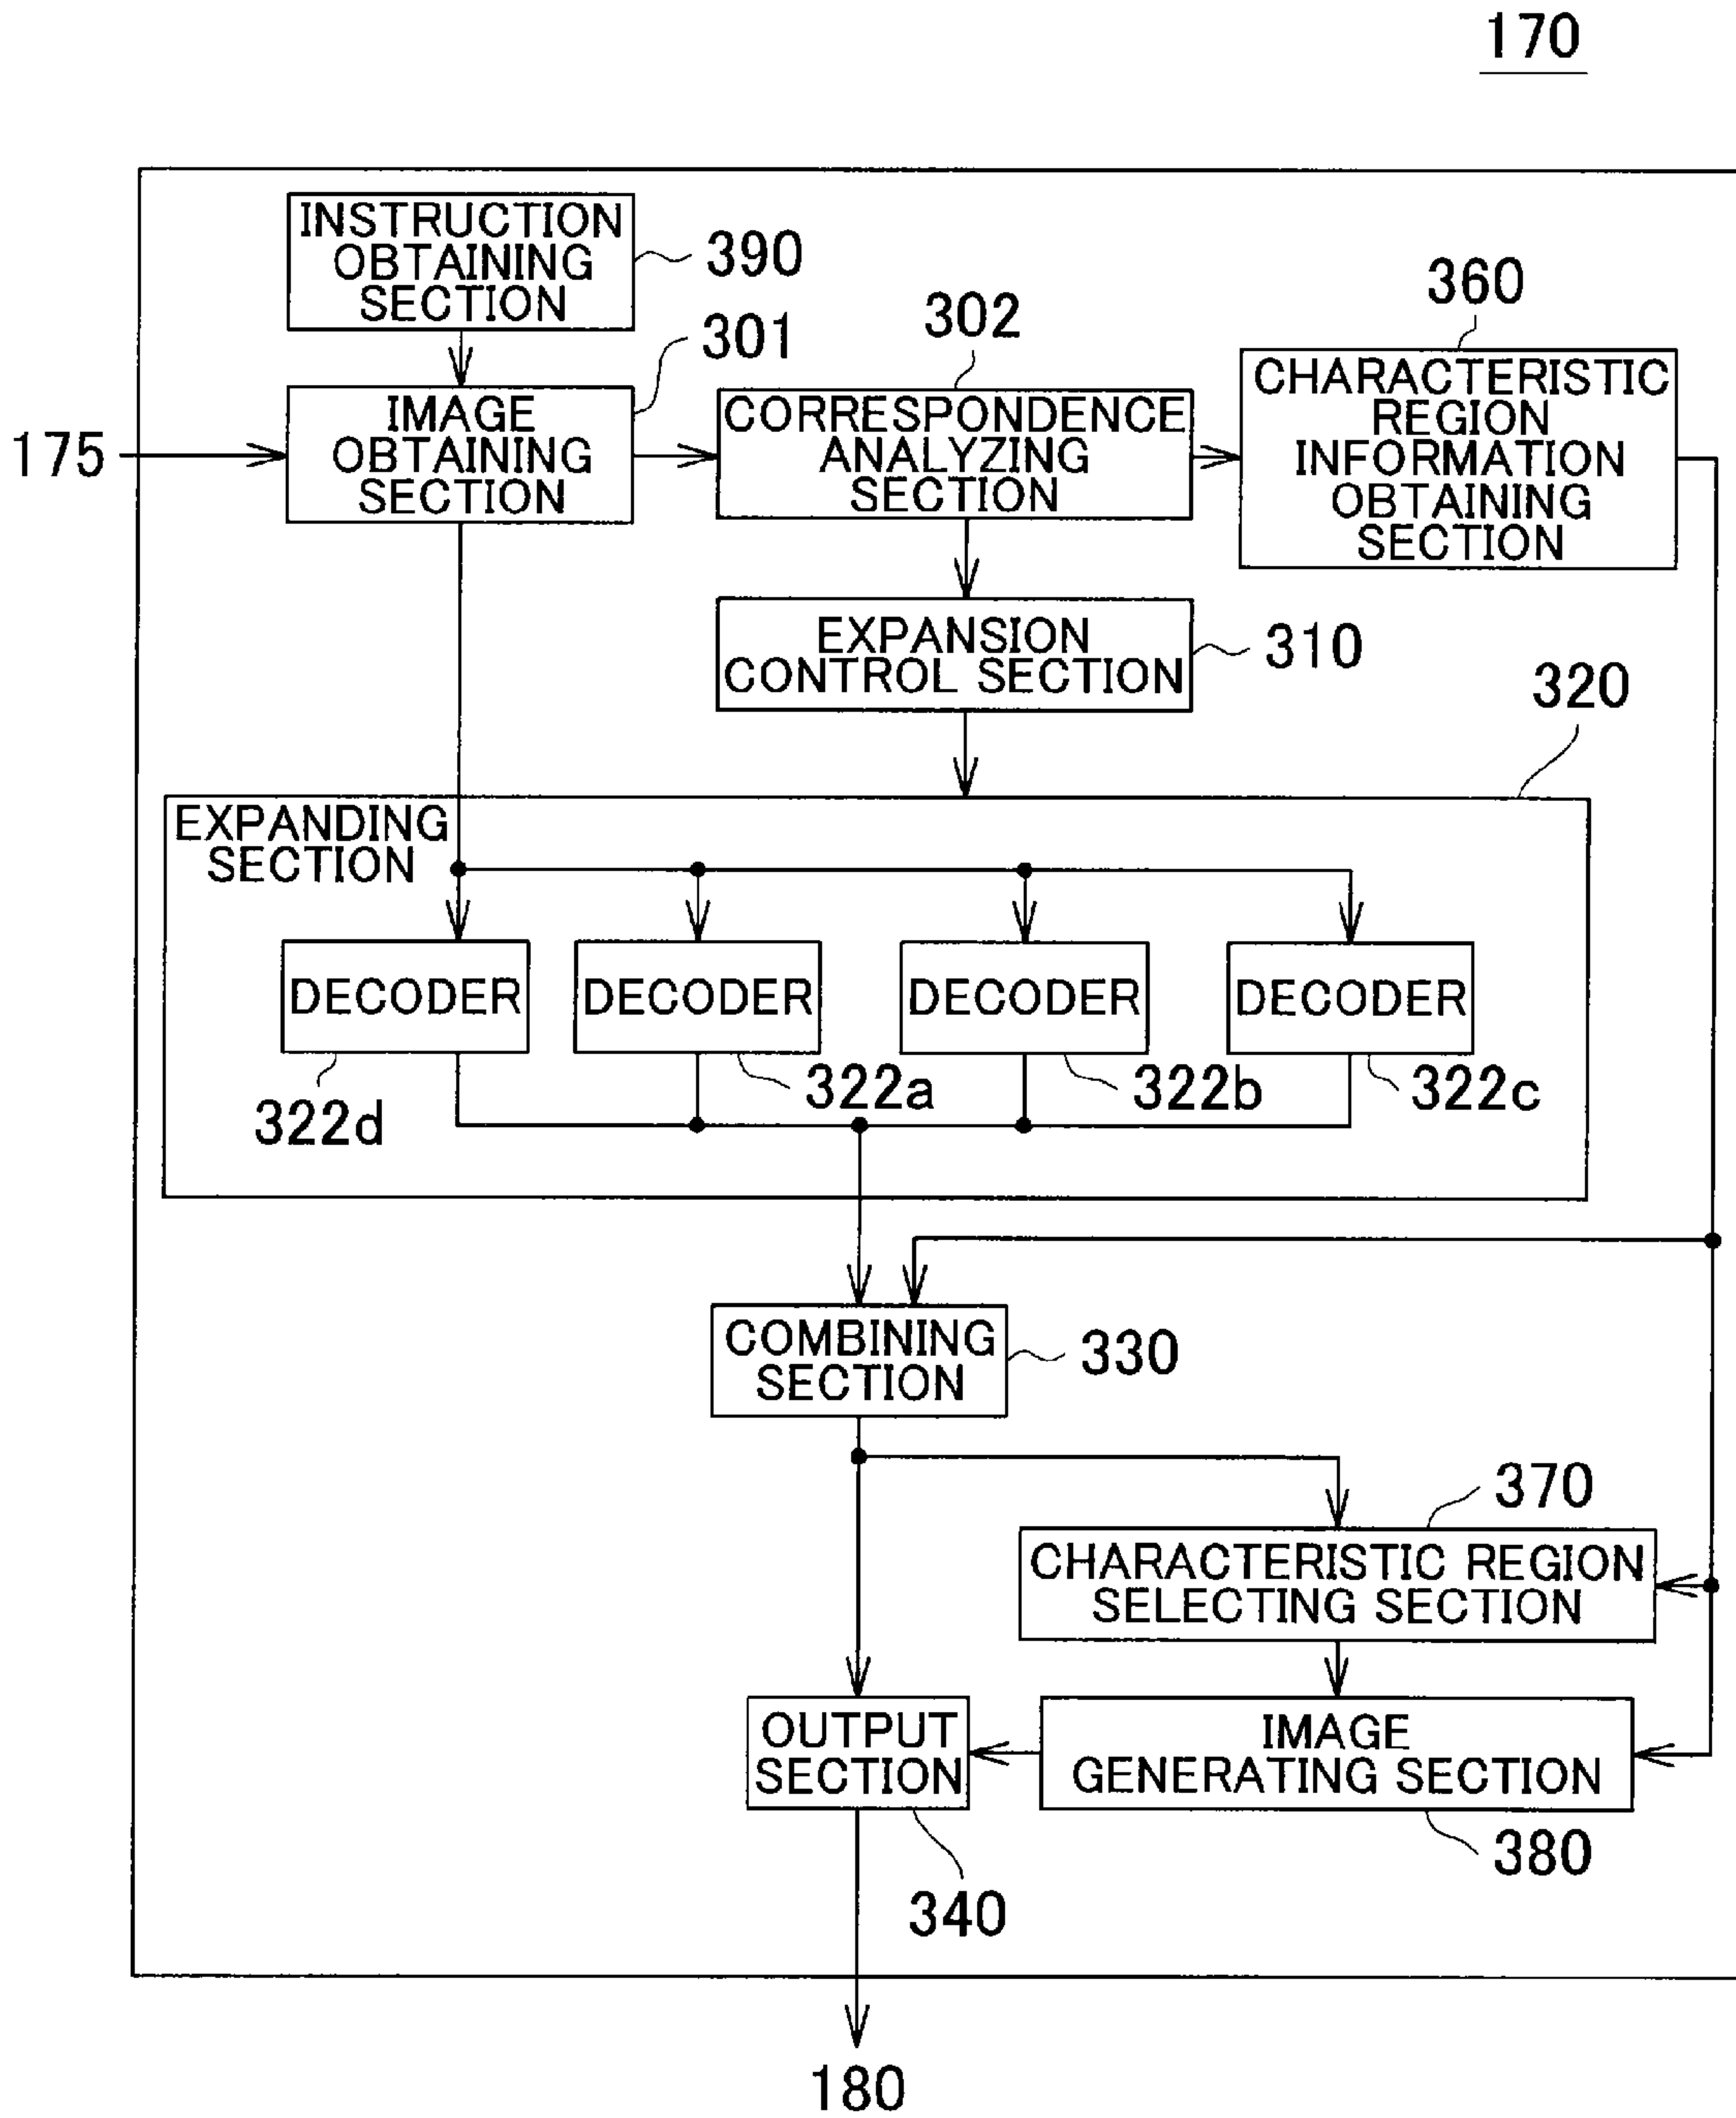 170
INSTRUCTION
OBTAINING
SECTION
390
301
302
360
175
IMAGE
OBTAINING
SECTION
CORRESPONDENCE
ANALYZING
SECTION
CHARACTERISTIC
REGION
INFORMATION
OBTAINING
SECTION
EXPANSION
CONTROL SECTION
310
320
EXPANDING
SECTION
DECODER
DECODER
DECODER
DECODER
322d
322a
322b
322c
COMBINING
SECTION
330
370
CHARACTERISTIC REGION
SELECTING SECTION
OUTPUT
SECTION
IMAGE
GENERATING SECTION
340
380
180